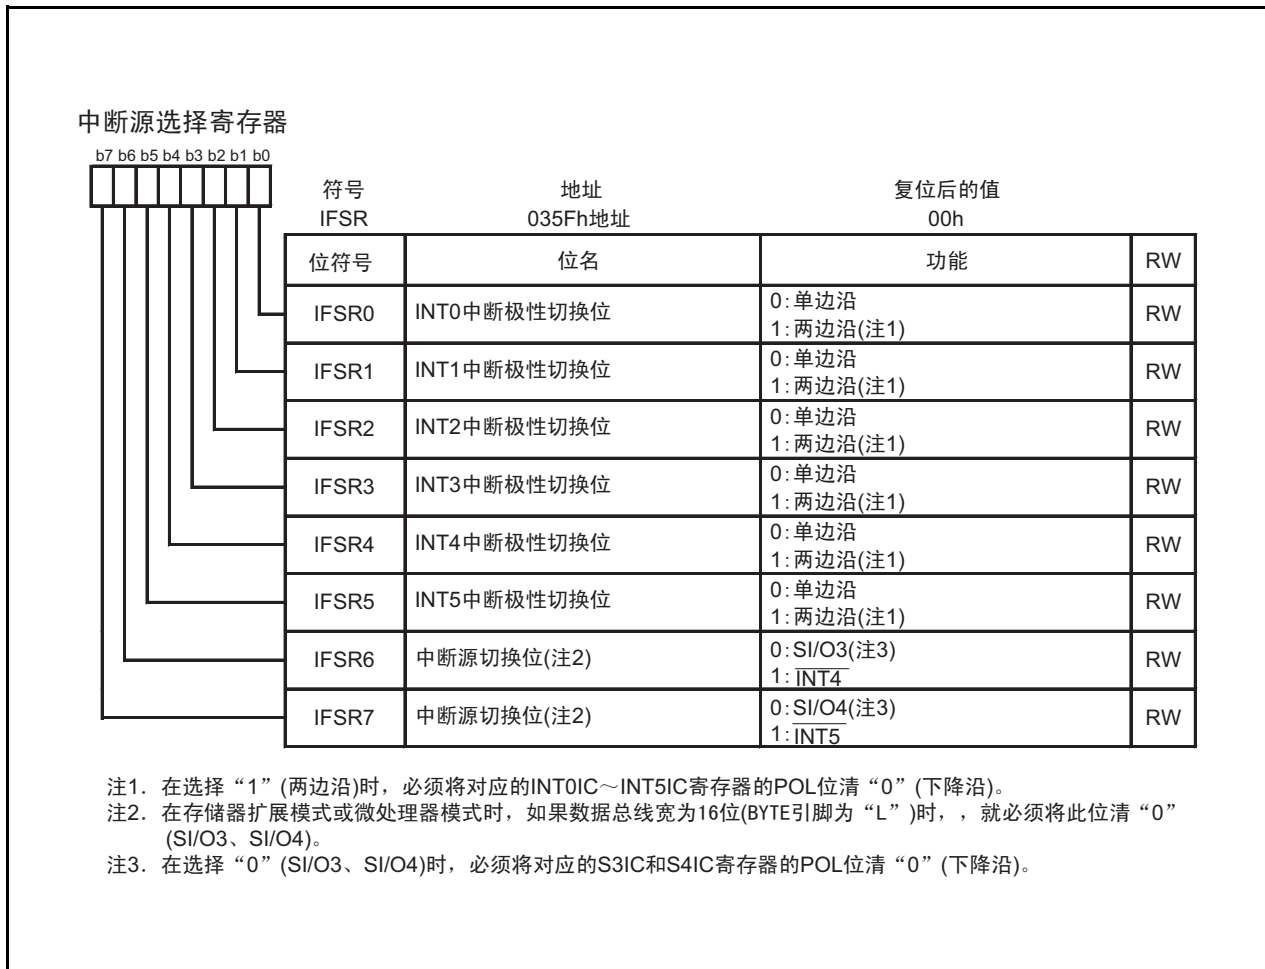 中断源选择寄存器
b7 b6 b5 b4 b3 b2 b1 b0
符号 地址 复位后的值
IFSR 035Fh地址 00h
位符号 位名 功能 RW
IFSR0 INT0中断极性切换位 0:单边沿 RW
1:两边沿(注1)
IFSR1 INT1中断极性切换位 0:单边沿 RW
1:两边沿(注1)
IFSR2 INT2中断极性切换位 0:单边沿 RW
1:两边沿(注1)
IFSR3 INT3中断极性切换位 0:单边沿 RW
1:两边沿(注1)
IFSR4 INT4中断极性切换位 0:单边沿 RW
1:两边沿(注1)
IFSR5 INT5中断极性切换位 0:单边沿 RW
1:两边沿(注1)
IFSR6 中断源切换位(注2) 0:SI/O3(注3) RW
1:INT4
IFSR7 中断源切换位(注2) 0:SI/O4(注3) RW
1:INT5
注1. 在选择“1”(两边沿)时，必须将对应的INT0IC～INT5IC寄存器的POL位清“0”(下降沿)。
注2. 在存储器扩展模式或微处理器模式时，如果数据总线宽为16位(BYTE引脚为“L”)时，，就必须将此位清“0”
(SI/O3、SI/O4)。
注3. 在选择“0”(SI/O3、SI/O4)时，必须将对应的S3IC和S4IC寄存器的POL位清“0”(下降沿)。